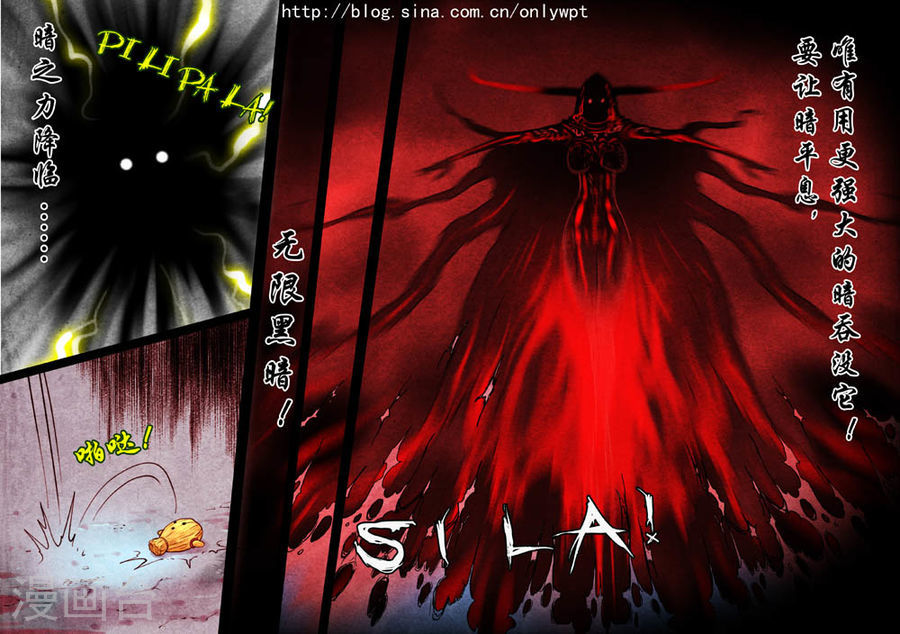 http://blog.sina.com.cn/onlywpt
唯有用更强大的暗吞没它！
要让暗平息，
无限黑暗！
暗之力降临……
PILIPALA!
啪哒！
SILA!
漫画台